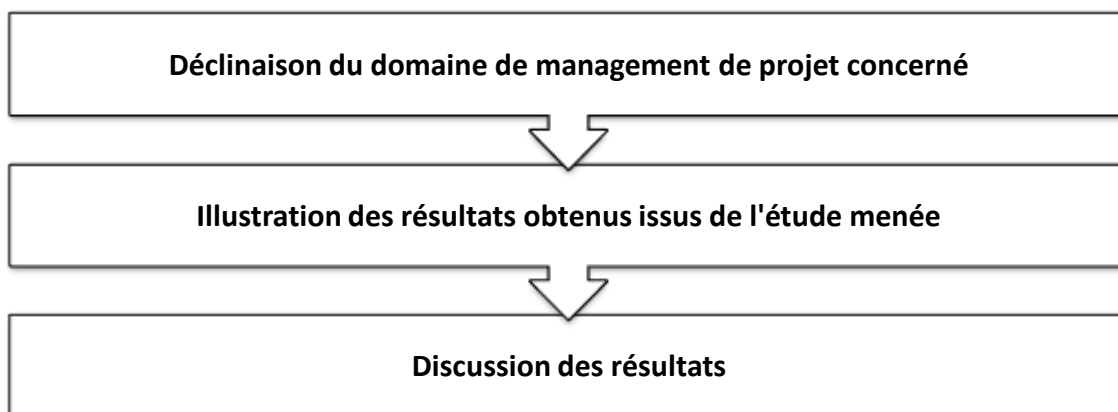 Déclinaison du domaine de management de projet concerné
Illustration des résultats obtenus issus de l'étude menée
Discussion des résultats